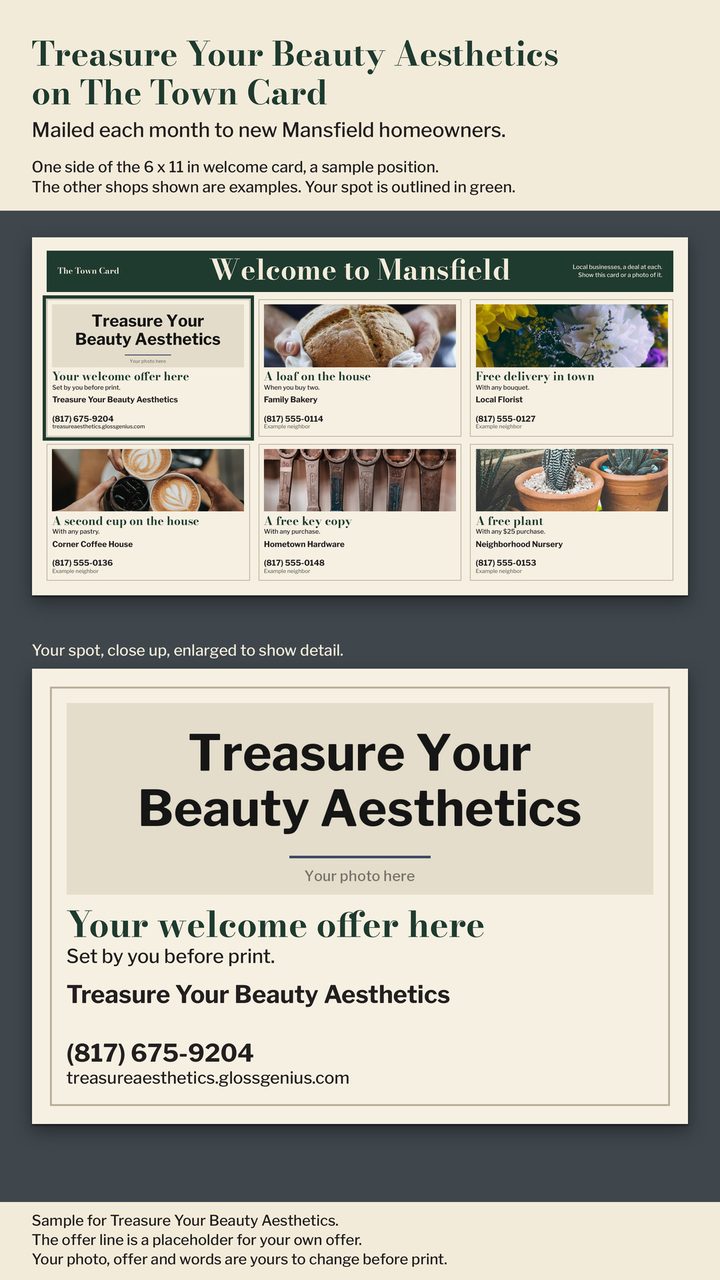 Treasure Your Beauty Aesthetics
on The Town Card
Mailed each month to new Mansfield homeowners.
One side of the 6 x 11 in welcome card, a sample position.
The other shops shown are examples. Your spot is outlined in green.
The Town Card
Welcome to Mansfield
Local businesses, a deal at each.
Show this card or a photo of it.
Treasure Your
Beauty Aesthetics
Your photo here
Your welcome offer here
Set by you before print.
Treasure Your Beauty Aesthetics
(817) 675-9204
treasureaesthetics.glossgenius.com
A loaf on the house
When you buy two.
Family Bakery
(817) 555-0114
Example neighbor
Free delivery in town
With any bouquet.
Local Florist
(817) 555-0127
Example neighbor
A second cup on the house
With any pastry.
Corner Coffee House
(817) 555-0136
Example neighbor
A free key copy
With any purchase.
Hometown Hardware
(817) 555-0148
Example neighbor
A free plant
With any $25 purchase.
Neighborhood Nursery
(817) 555-0153
Example neighbor
Your spot, close up, enlarged to show detail.
Treasure Your
Beauty Aesthetics
Your photo here
Your welcome offer here
Set by you before print.
Treasure Your Beauty Aesthetics
(817) 675-9204
treasureaesthetics.glossgenius.com
Sample for Treasure Your Beauty Aesthetics.
The offer line is a placeholder for your own offer.
Your photo, offer and words are yours to change before print.